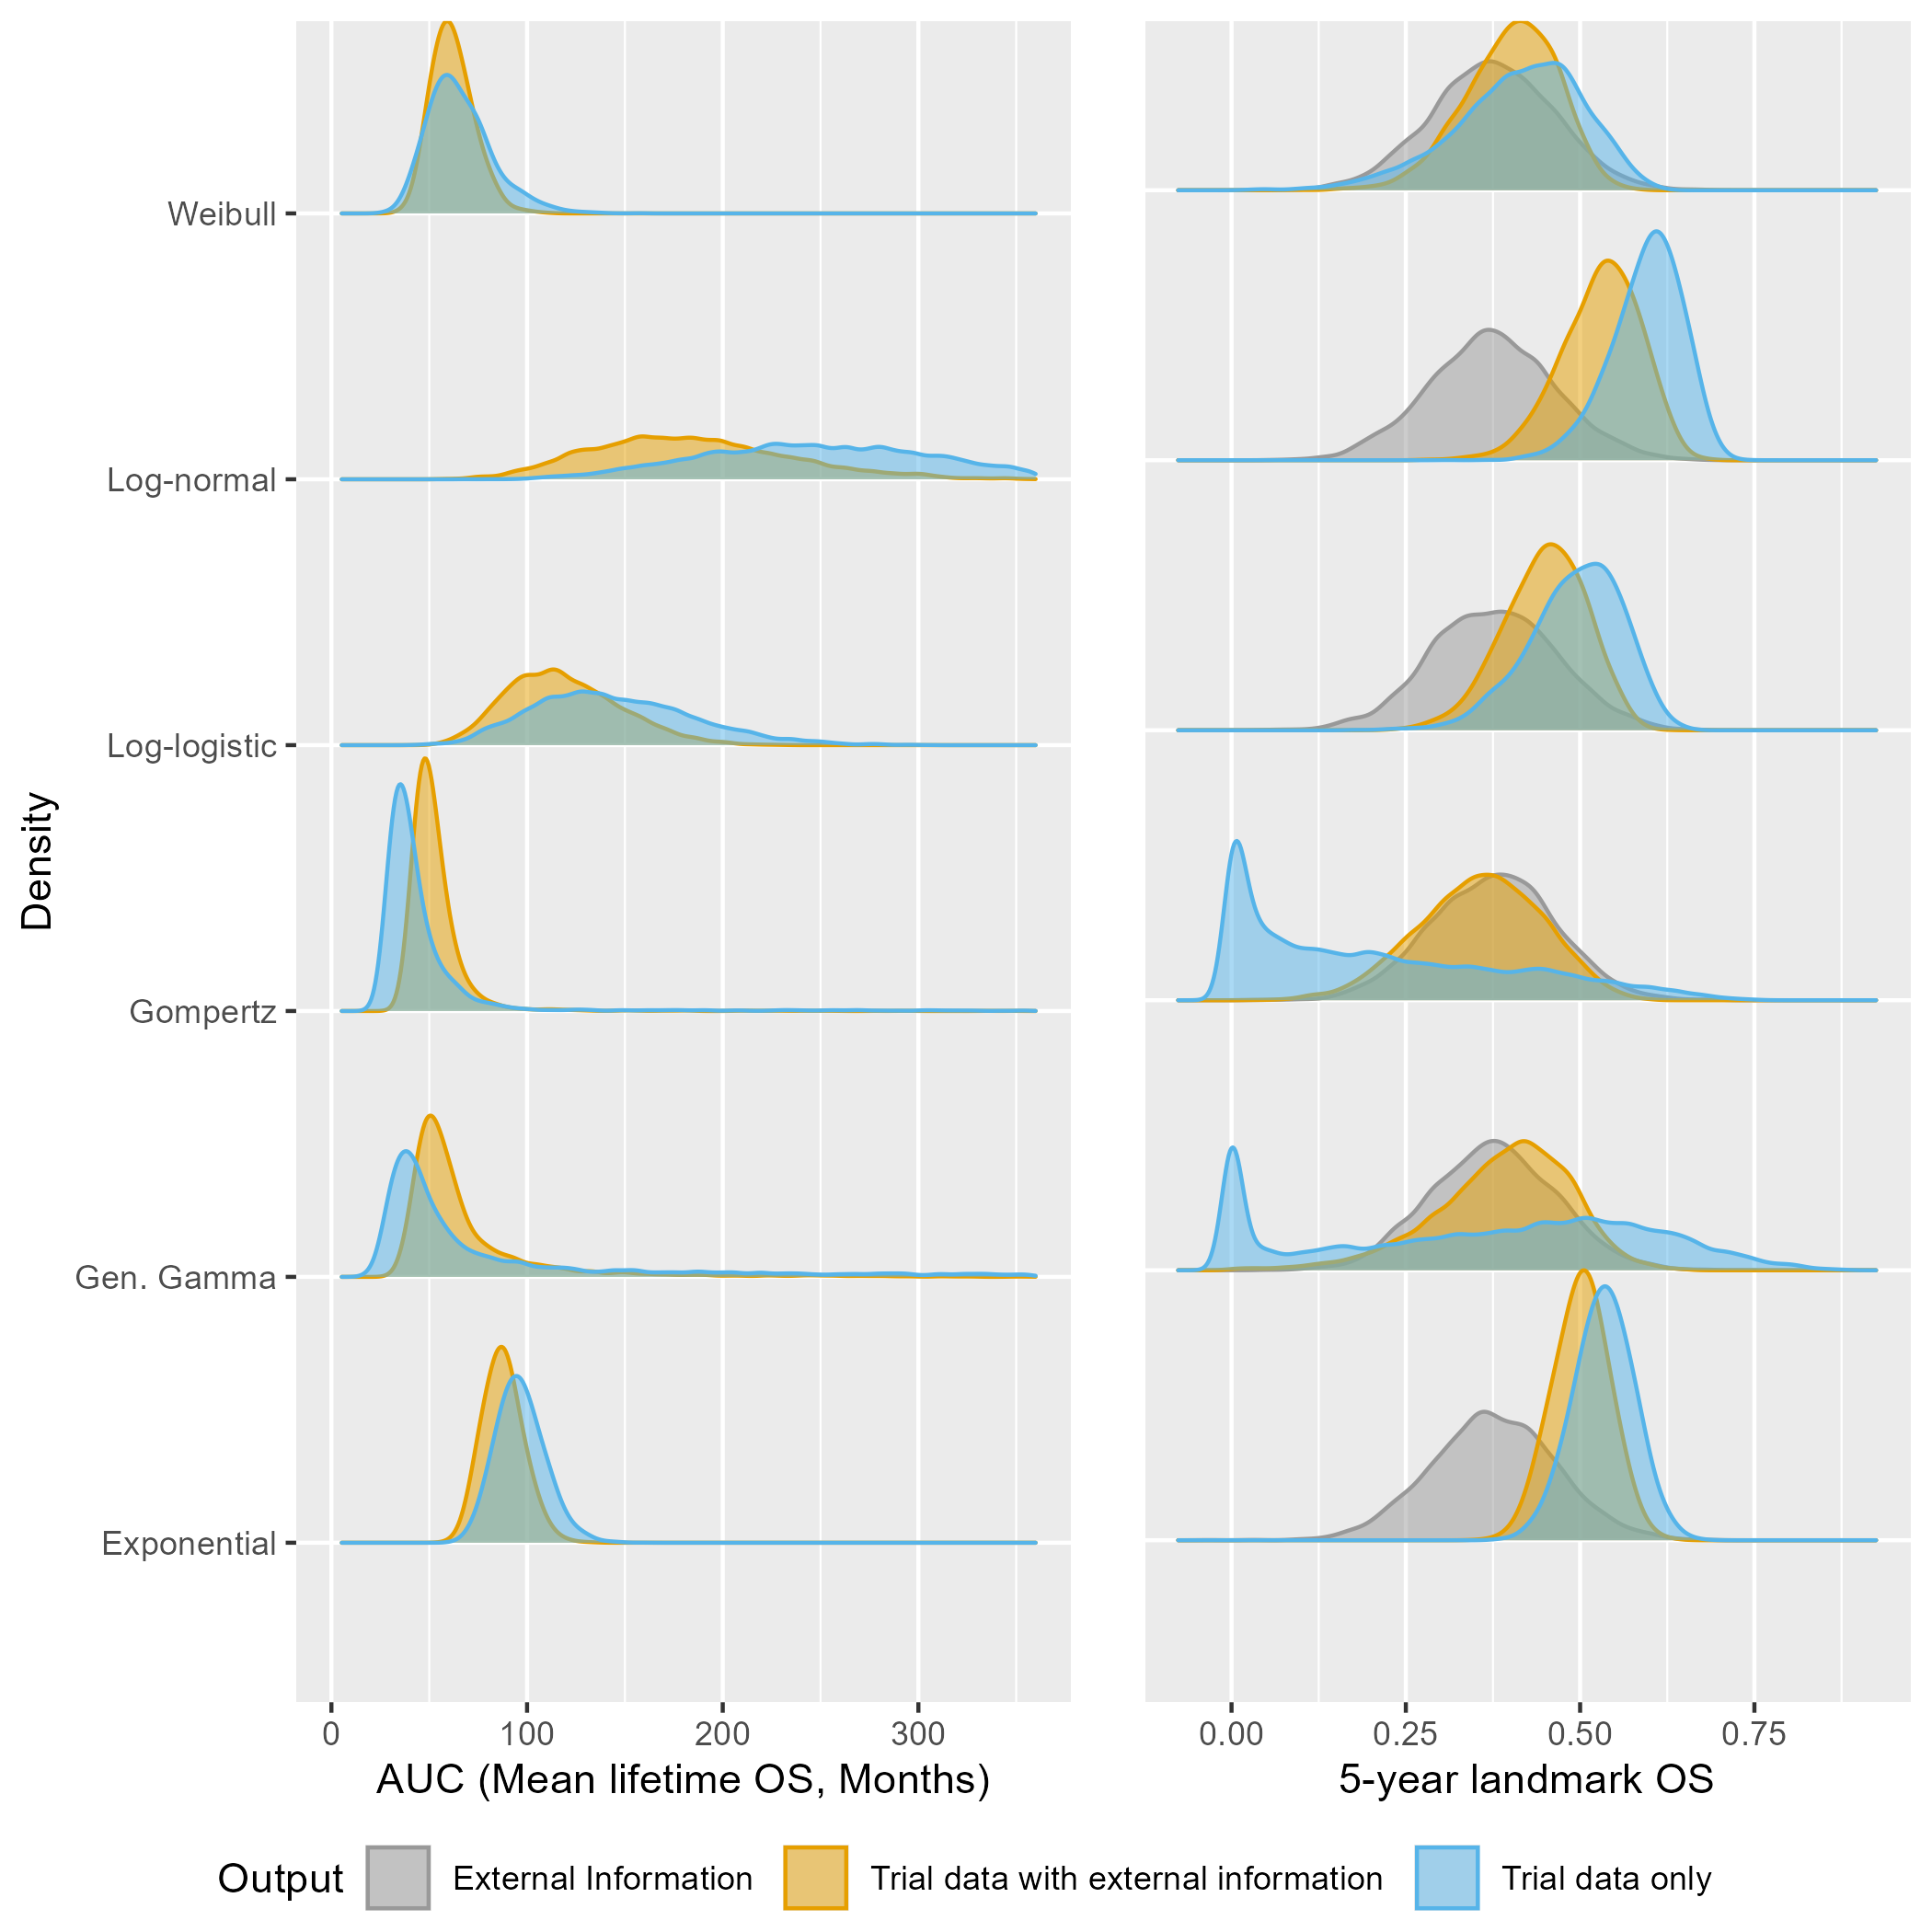 Density
Weibull
Log-normal
Log-logistic
Gompertz
Gen. Gamma
Exponential
0 100 200 300
AUC (Mean lifetime OS, Months)
0.00 0.25 0.50 0.75
5-year landmark OS
Output External Information Trial data with external information Trial data only